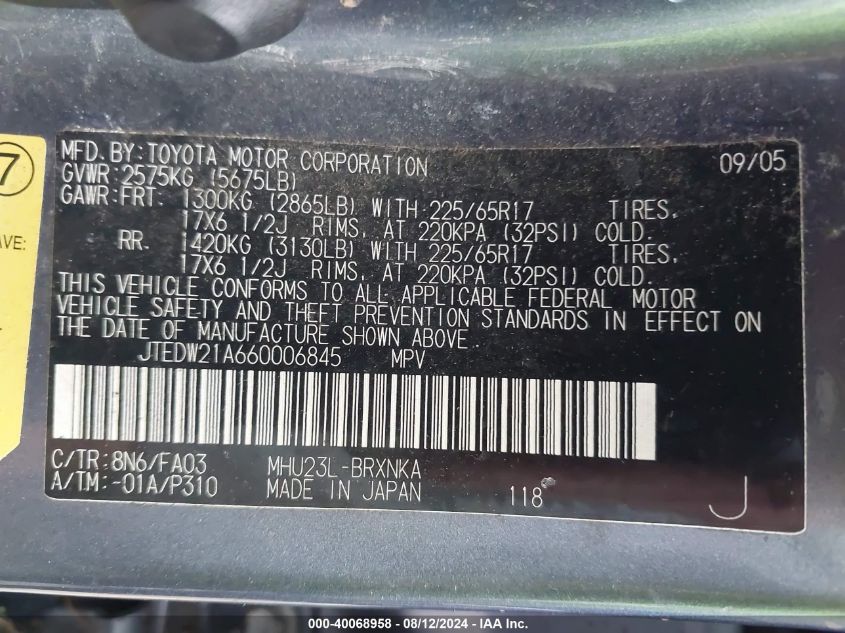 7
AVE:
MFD. BY: TOYOTA MOTOR CORPORATION 09/05
GVWR: 2575KG (5675LB)
GAWR: FRT. 1300KG (2865LB) WITH 225/65R17 TIRES,
17X6 1/2J RIMS, AT 220KPA (32PSI) COLD.
RR. 1420KG (3130LB) WITH 225/65R17 TIRES,
17X6 1/2J RIMS, AT 220KPA (32PSI) COLD.
THIS VEHICLE CONFORMS TO ALL APPLICABLE FEDERAL MOTOR
VEHICLE SAFETY AND THEFT PREVENTION STANDARDS IN EFFECT ON
THE DATE OF MANUFACTURE SHOWN ABOVE
JTEDW21A660006845 MPV
C/TR: 8N6/FA03 MHU23L-BRXNKA
A/TM: -01A/P310 MADE IN JAPAN 118 J
000-40068958 - 08/12/2024 - IAA Inc.